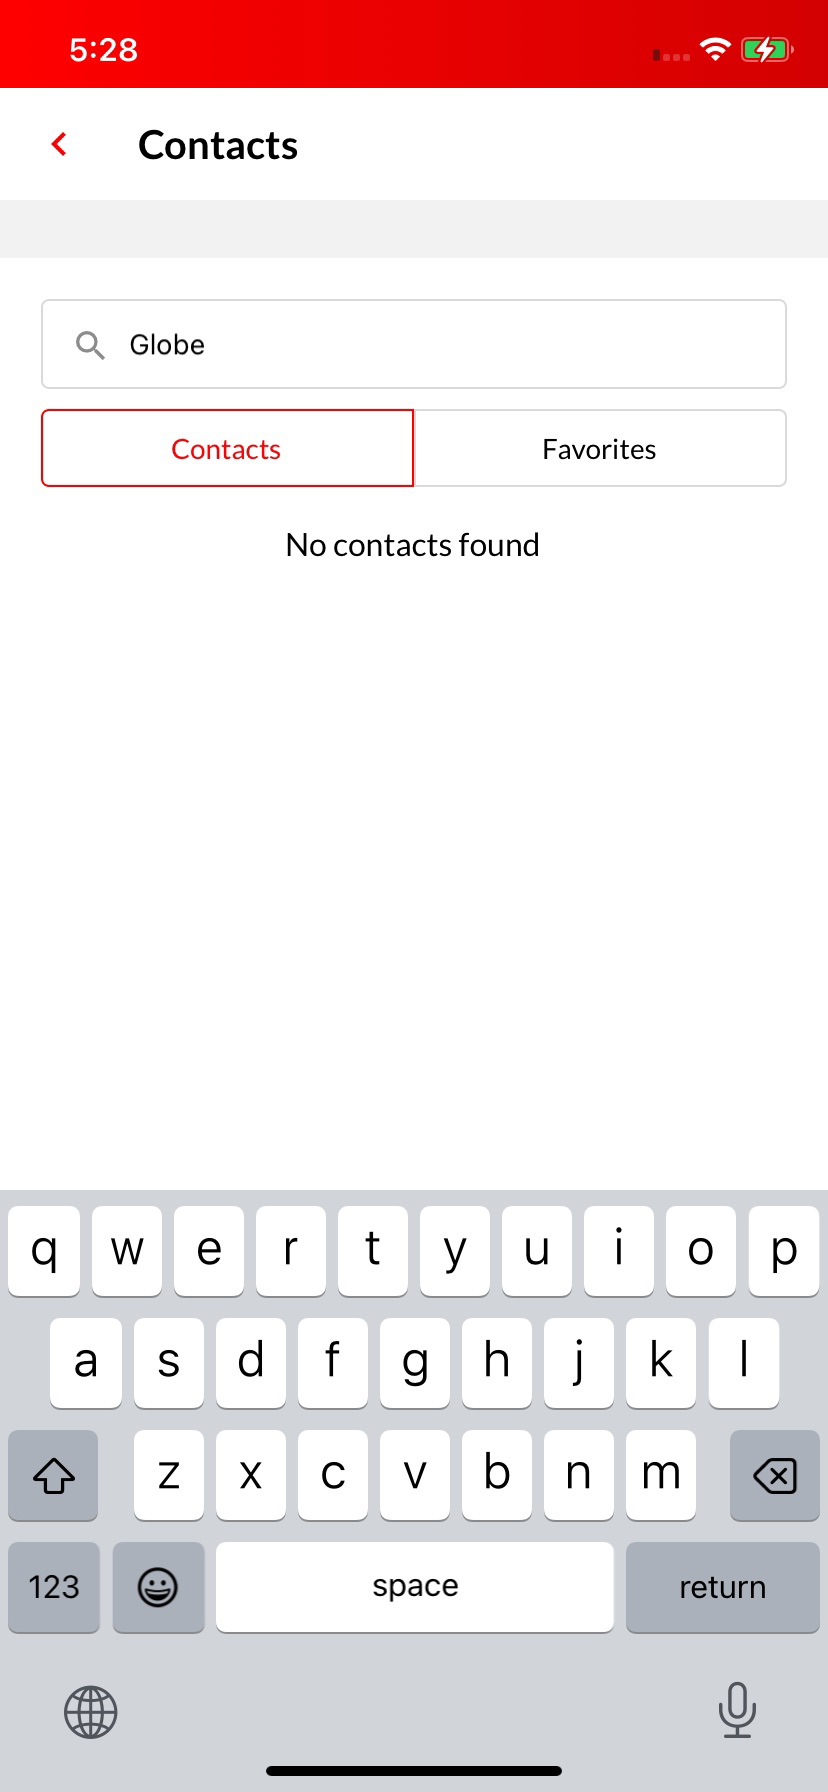 5:28
Contacts
Globe
Contacts Favorites
No contacts found
q w e r t y u i o p
a s d f g h j k l
z x c v b n m
123 space return